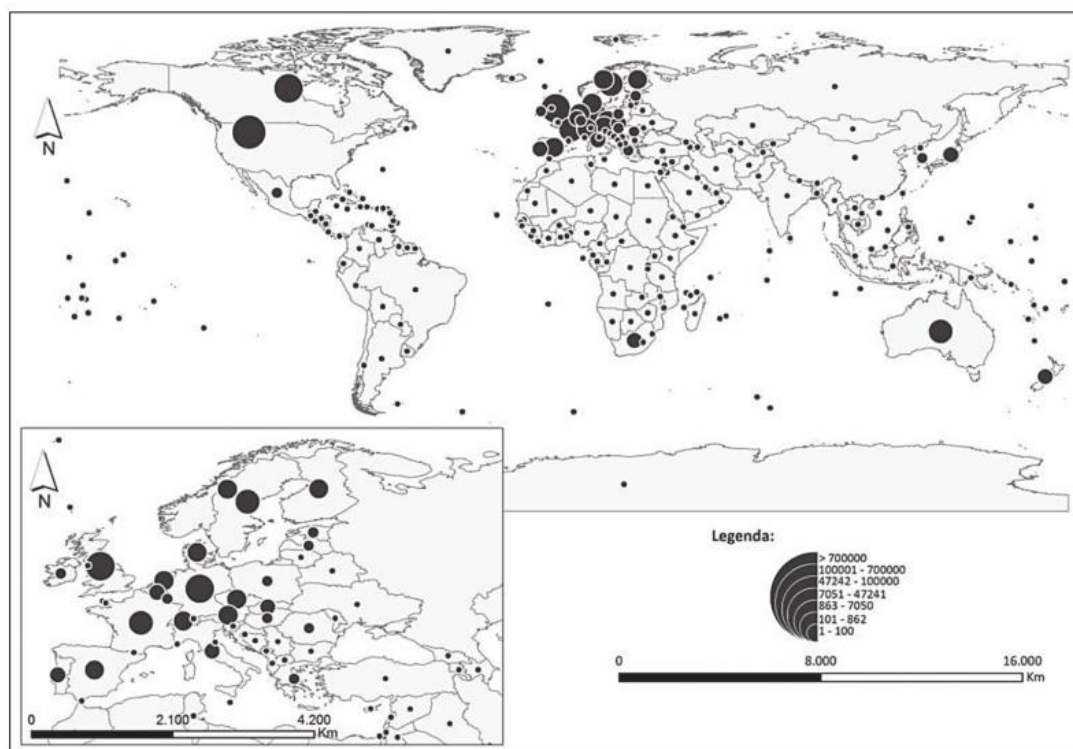 N
N
Legenda:
> 700000
100001 - 700000
47242 - 100000
7051 - 47241
863 - 7050
101 - 862
1 - 100
0 8.000 16.000
Km
0 2.100 4.200
Km